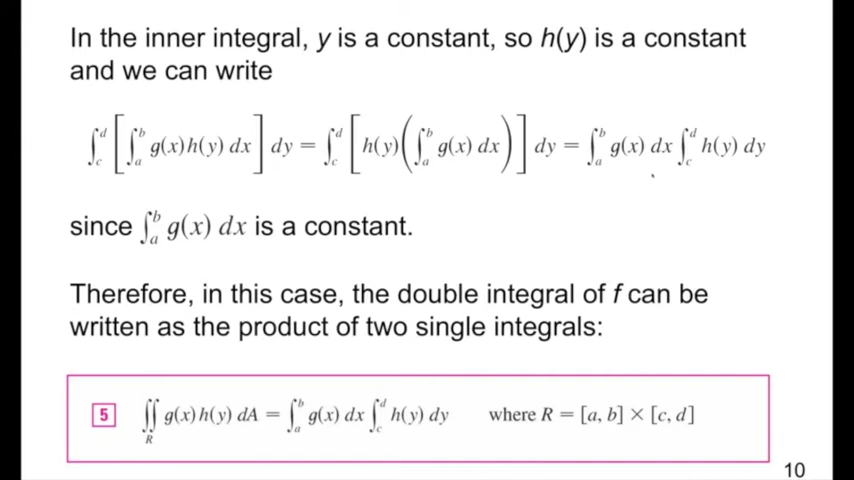 In the inner integral, y is a constant, so h(y) is a constant
and we can write
∫_c^d [∫_a^b g(x)h(y) dx] dy = ∫_c^d [h(y)(∫_a^b g(x) dx)] dy = ∫_a^b g(x) dx ∫_c^d h(y) dy
since ∫_a^b g(x) dx is a constant.
Therefore, in this case, the double integral of f can be
written as the product of two single integrals:
5 ∬_R g(x)h(y) dA = ∫_a^b g(x) dx ∫_c^d h(y) dy where R = [a, b] × [c, d]
10